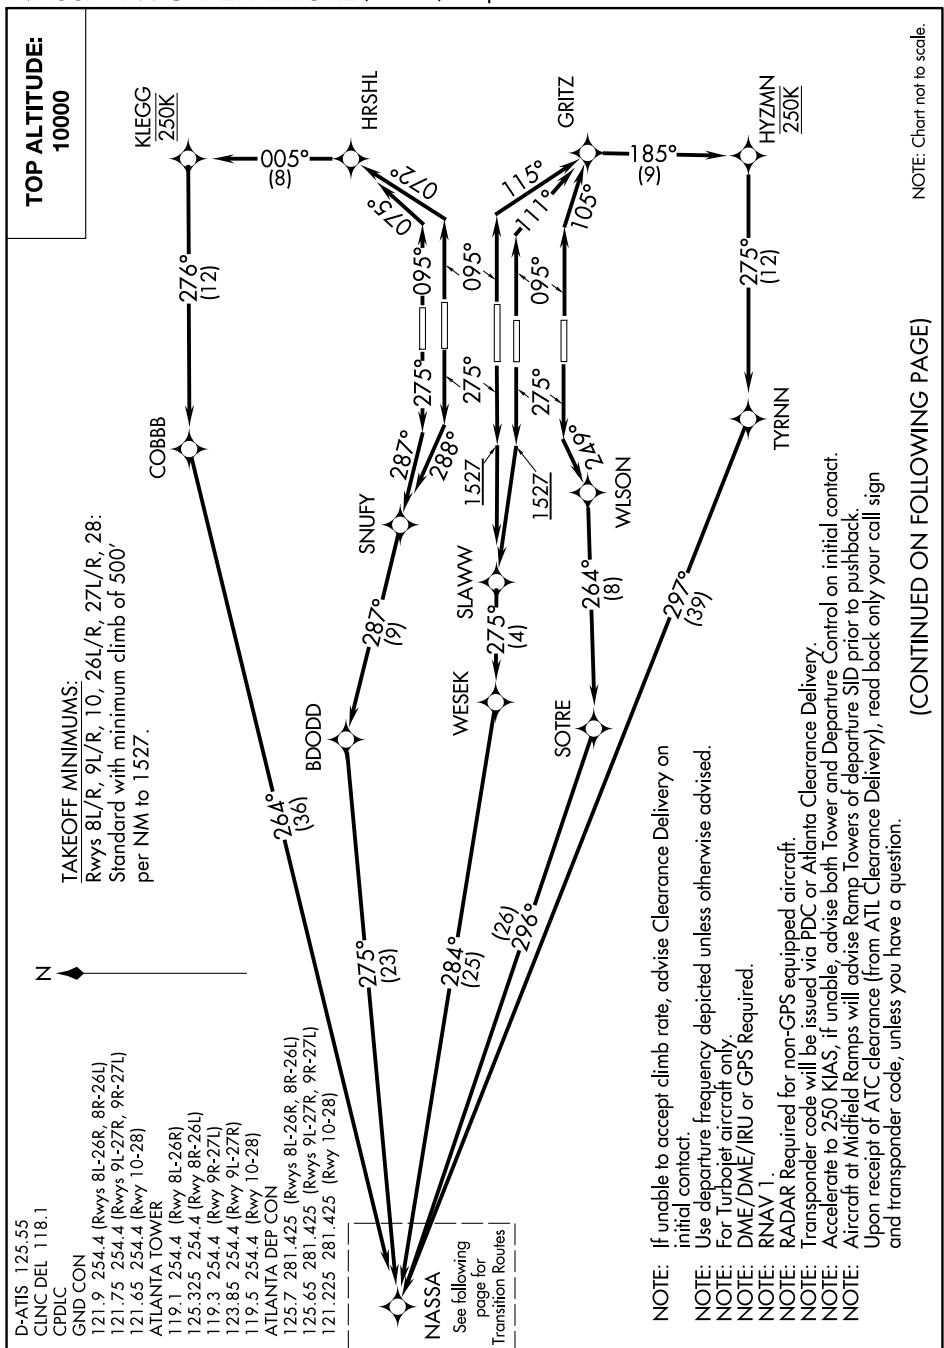 TOP ALTITUDE:
10000
D-ATIS 125.55
CLNC DEL 118.1
CPDLC
GND CON
121.9 254.4 (Rwys 8L-26R, 8R-26L)
121.75 254.4 (Rwys 9L-27R, 9R-27L)
121.65 254.4 (Rwy 10-28)
ATLANTA TOWER
119.1 254.4 (Rwy 8L-26R)
125.325 254.4 (Rwy 8R-26L)
119.3 254.4 (Rwy 9R-27L)
123.85 254.4 (Rwy 9L-27R)
119.5 254.4 (Rwy 10-28)
ATLANTA DEP CON
125.7 281.425 (Rwys 8L-26R, 8R-26L)
125.65 281.425 (Rwys 9L-27R, 9R-27L)
121.225 281.425 (Rwy 10-28)
N
TAKEOFF MINIMUMS:
Rwys 8L/R, 9L/R, 10, 26L/R, 27L/R, 28:
Standard with minimum climb of 500'
per NM to 1527.
COBBB
276°
(12)
KLEGG
250K
005°
(8)
HRSHL
072°
075°
095°
275°
287°
288°
SNUFY
287°
(9)
BDODD
275°
(23)
264°
(36)
GRITZ
115°
111°
105°
095°
095°
275°
275°
1527
1527
SLAWW
275°
(4)
WESEK
284°
(25)
249°
WLSON
264°
(8)
SOTRE
(26)
296°
185°
(9)
HYZMN
250K
275°
(12)
TYRNN
297°
(39)
NASSA
See following
page for
Transition Routes
NOTE: Chart not to scale.
NOTE: If unable to accept climb rate, advise Clearance Delivery on
initial contact.
NOTE: Use departure frequency depicted unless otherwise advised.
NOTE: For Turbojet aircraft only.
NOTE: DME/DME/IRU or GPS Required.
NOTE: RNAV 1.
NOTE: RADAR Required for non-GPS equipped aircraft.
NOTE: Transponder code will be issued via PDC or Atlanta Clearance Delivery.
NOTE: Accelerate to 250 KIAS, if unable, advise both Tower and Departure Control on initial contact.
NOTE: Aircraft at Midfield Ramps will advise Ramp Towers of departure SID prior to pushback.
Upon receipt of ATC clearance (from ATL Clearance Delivery), read back only your call sign
and transponder code, unless you have a question.
(CONTINUED ON FOLLOWING PAGE)